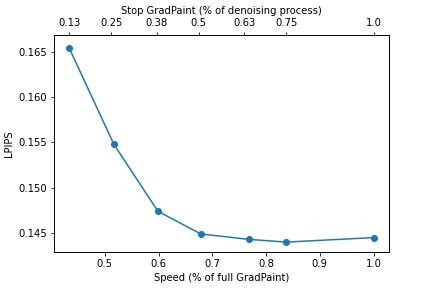 Stop GradPaint (% of denoising process)
0.13 0.25 0.38 0.5 0.63 0.75 1.0
0.165
0.160
0.155
0.150
0.145
LPIPS
0.5 0.6 0.7 0.8 0.9 1.0
Speed (% of full GradPaint)